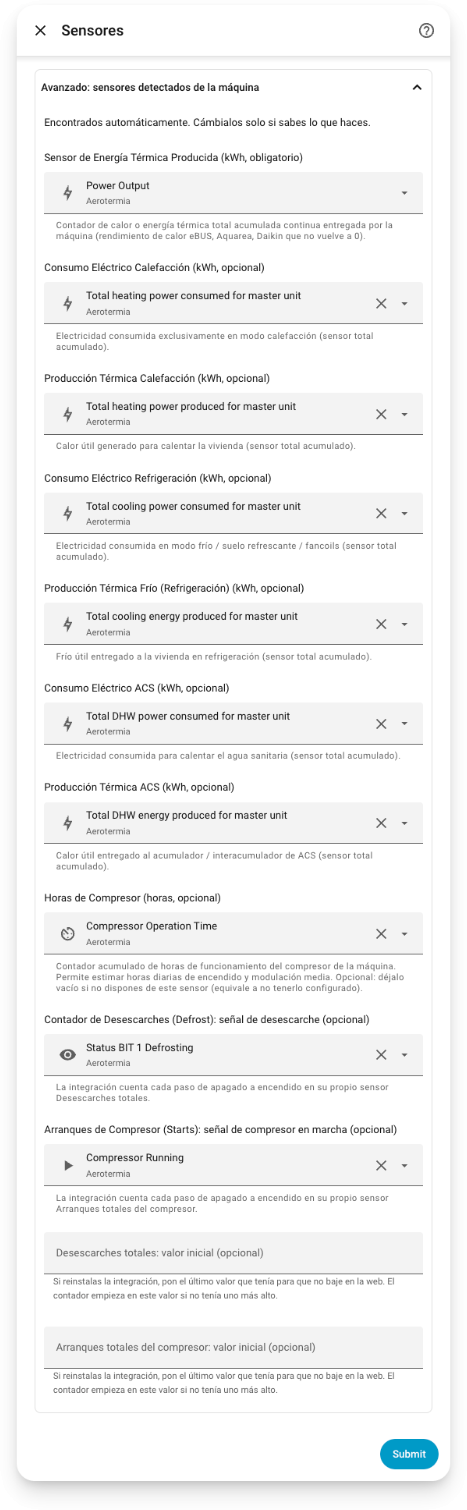 Sensores
Avanzado: sensores detectados de la máquina
Encontrados automáticamente. Cámbialos solo si sabes lo que haces.
Sensor de Energía Térmica Producida (kWh, obligatorio)
Power Output
Aerotermia
Contador de calor o energía térmica total acumulada continua entregada por la
máquina (rendimiento de calor eBUS, Aquarea, Daikin que no vuelve a 0).
Consumo Eléctrico Calefacción (kWh, opcional)
Total heating power consumed for master unit
Aerotermia
Electricidad consumida exclusivamente en modo calefacción (sensor total
acumulado).
Producción Térmica Calefacción (kWh, opcional)
Total heating power produced for master unit
Aerotermia
Calor útil generado para calentar la vivienda (sensor total acumulado).
Consumo Eléctrico Refrigeración (kWh, opcional)
Total cooling power consumed for master unit
Aerotermia
Electricidad consumida en modo frío / suelo refrescante / fancoils (sensor total
acumulado).
Producción Térmica Frío (Refrigeración) (kWh, opcional)
Total cooling energy produced for master unit
Aerotermia
Frío útil entregado a la vivienda en refrigeración (sensor total acumulado).
Consumo Eléctrico ACS (kWh, opcional)
Total DHW power consumed for master unit
Aerotermia
Electricidad consumida para calentar el agua sanitaria (sensor total acumulado).
Producción Térmica ACS (kWh, opcional)
Total DHW energy produced for master unit
Aerotermia
Calor útil entregado al acumulador / interacumulador de ACS (sensor total
acumulado).
Horas de Compresor (horas, opcional)
Compressor Operation Time
Aerotermia
Contador acumulado de horas de funcionamiento del compresor de la máquina.
Permite estimar horas diarias de encendido y modulación media. Opcional: déjalo
vacío si no dispones de este sensor (equivale a no tenerlo configurado).
Contador de Desescarches (Defrost): señal de desescarche (opcional)
Status BIT 1 Defrosting
Aerotermia
La integración cuenta cada paso de apagado a encendido en su propio sensor
Desescarches totales.
Arranques de Compresor (Starts): señal de compresor en marcha (opcional)
Compressor Running
Aerotermia
La integración cuenta cada paso de apagado a encendido en su propio sensor
Arranques totales del compresor.
Desescarches totales: valor inicial (opcional)
Si reinstalas la integración, pon el último valor que tenía para que no baje en la web. El
contador empieza en este valor si no tenía uno más alto.
Arranques totales del compresor: valor inicial (opcional)
Si reinstalas la integración, pon el último valor que tenía para que no baje en la web. El
contador empieza en este valor si no tenía uno más alto.
Submit